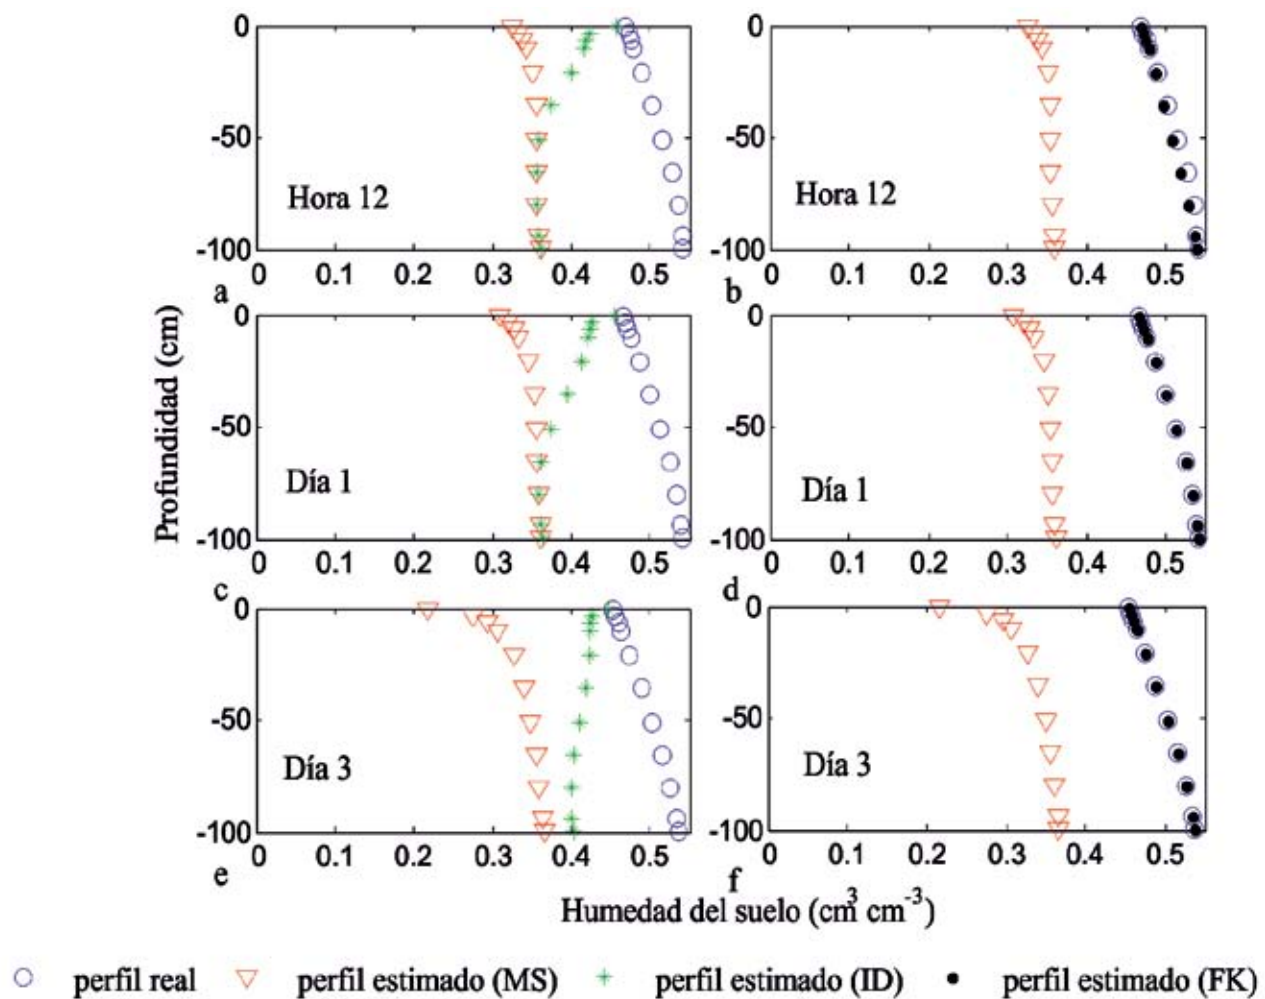 0
-50
-100
Hora 12
0 0.1 0.2 0.3 0.4 0.5
a
0
-50
-100
Hora 12
0 0.1 0.2 0.3 0.4 0.5
b
0
-50
-100
Día 1
0 0.1 0.2 0.3 0.4 0.5
c
0
-50
-100
Día 1
0 0.1 0.2 0.3 0.4 0.5
d
0
-50
-100
Día 3
0 0.1 0.2 0.3 0.4 0.5
e
0
-50
-100
Día 3
0 0.1 0.2 0.3 0.4 0.5
f
Profundidad (cm)
Humedad del suelo (cm³ cm⁻³)
perfil real perfil estimado (MS) perfil estimado (ID) perfil estimado (FK)